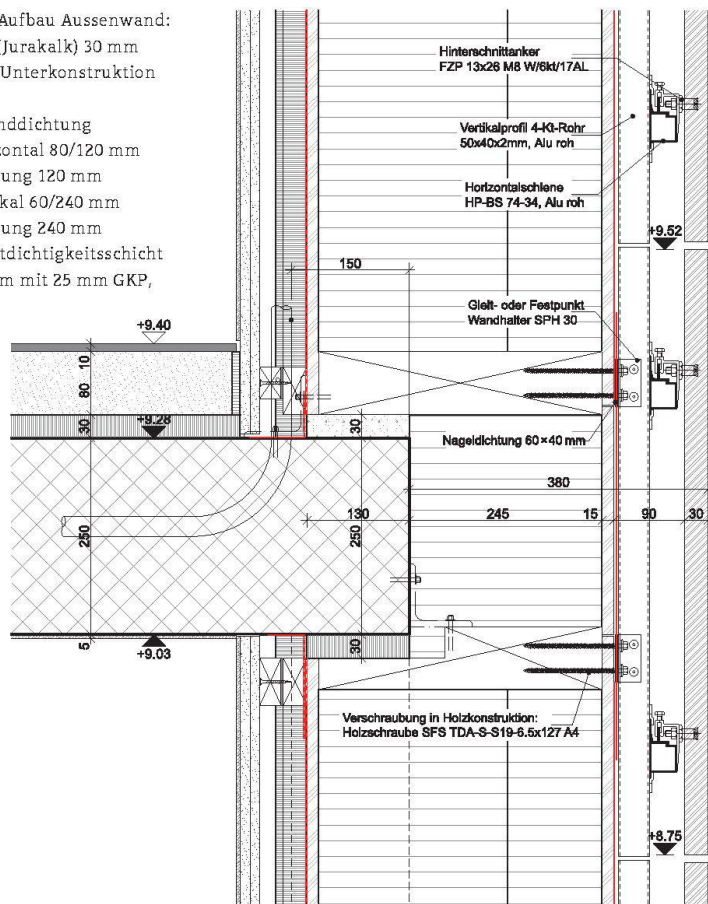 Aufbau Aussenwand:
(Jurakalk) 30 mm
Unterkonstruktion
nddichtung
zontal 80/120 mm
ung 120 mm
kal 60/240 mm
ung 240 mm
tdichtigkeitsschicht
m mit 25 mm GKP,
Hinterschnittanker
FZP 13x26 M8 W/6kt/17AL
Vertikalprofil 4-Kt-Rohr
50x40x2mm, Alu roh
Horizontalschiene
HP-BS 74-34, Alu roh
+9.52
150
Gleit- oder Festpunkt
Wandhalter SPH 30
+9.40
10
80
30
+9.28
30
Nageldichtung 60×40 mm
380
130
245
15
90
30
250
250
5
+9.03
30
Verschraubung in Holzkonstruktion:
Holzschraube SFS TDA-S-S19-6.5x127 A4
+8.75